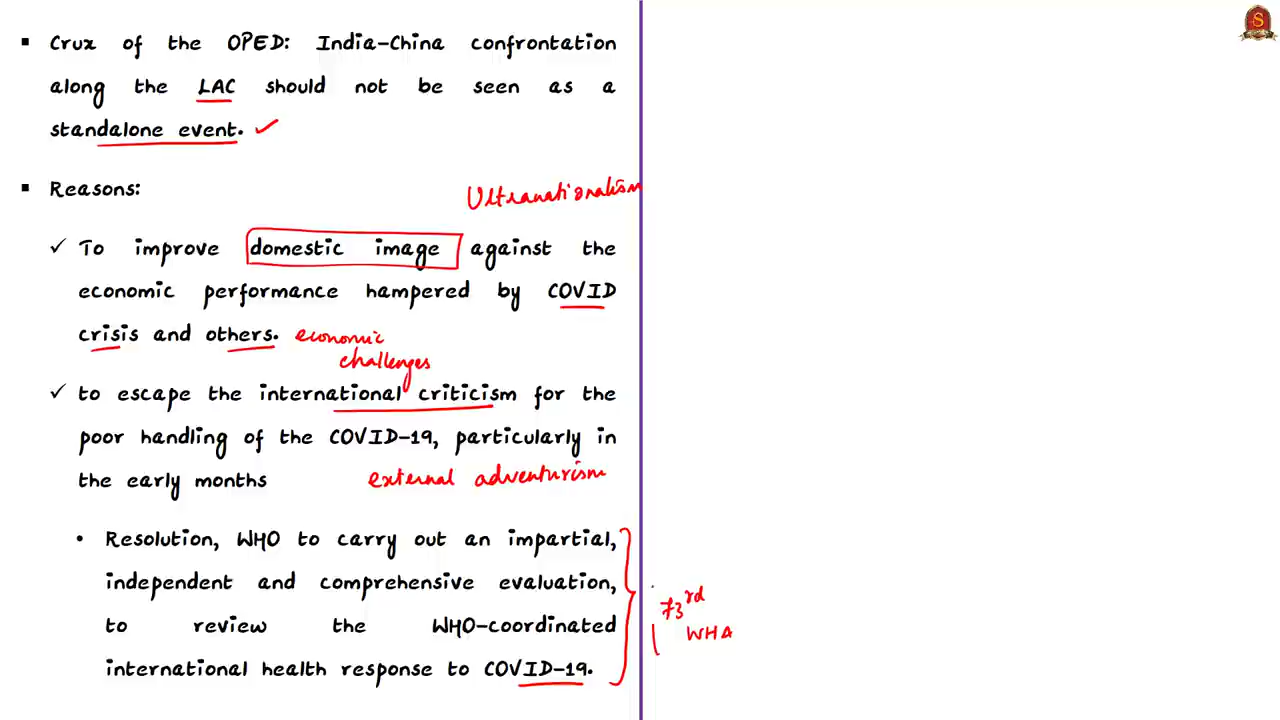 ▪ Crux of the OPED: India-China confrontation
along the LAC should not be seen as a
standalone event. ✓
▪ Reasons:
Ultranationalism
✓ To improve domestic image against the
economic performance hampered by COVID
crisis and others. economic
challenges
✓ to escape the international criticism for the
poor handling of the COVID-19, particularly in
the early months external adventurism
• Resolution, WHO to carry out an impartial,
independent and comprehensive evaluation,
to review the WHO-coordinated
international health response to COVID-19.
73rd
WHA
S